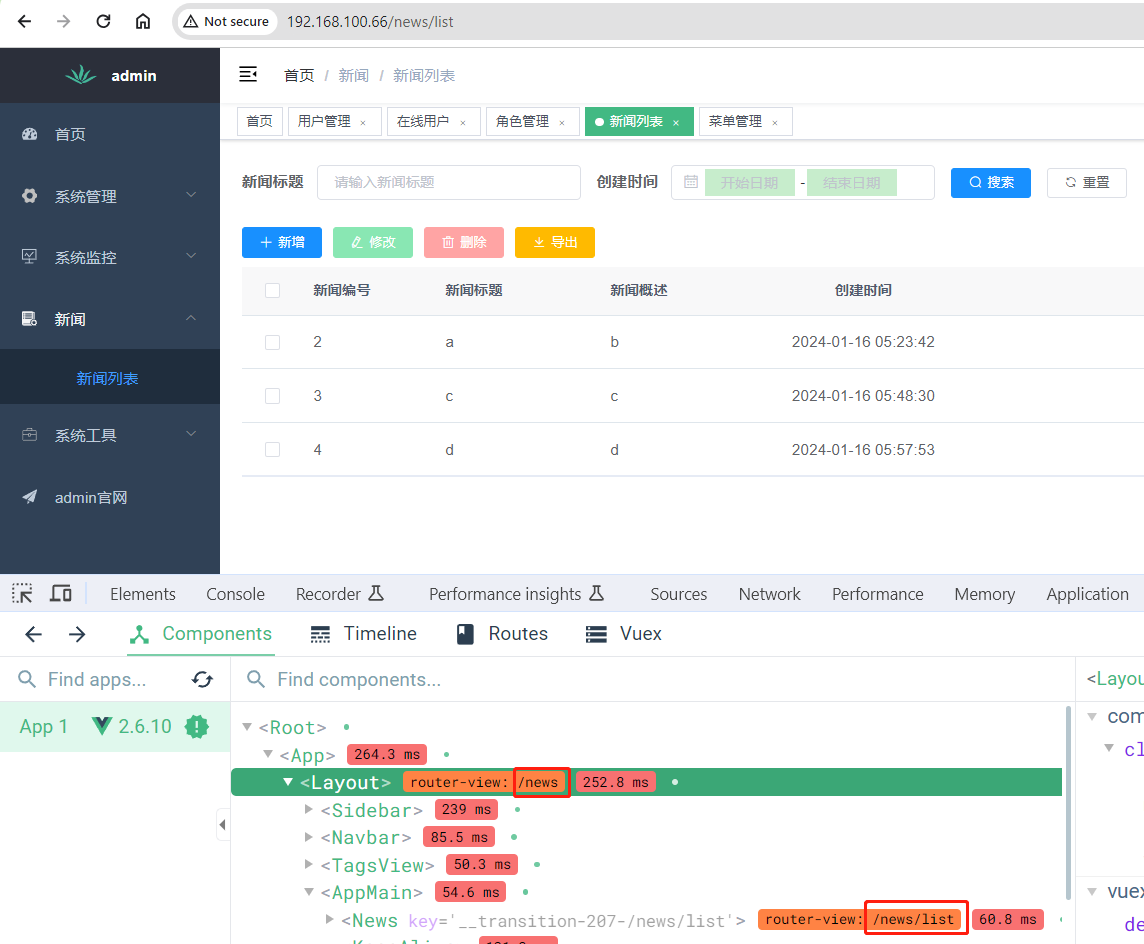 Not secure 192.168.100.66/news/list
admin 首页 / 新闻 / 新闻列表
首页 用户管理 × 在线用户 × 角色管理 × 新闻列表 × 菜单管理 ×
首页
系统管理
系统监控
新闻
新闻列表
系统工具
admin官网
新闻标题 请输入新闻标题 创建时间 开始日期 - 结束日期 搜索 重置
新增 修改 删除 导出
新闻编号 新闻标题 新闻概述 创建时间
2 a b 2024-01-16 05:23:42
3 c c 2024-01-16 05:48:30
4 d d 2024-01-16 05:57:53
Elements Console Recorder Performance insights Sources Network Performance Memory Application
Components Timeline Routes Vuex
Find apps... Find components...
App 1 2.6.10
<Root>
<App> 264.3 ms
<Layout> router-view: /news 252.8 ms
<Sidebar> 239 ms
<Navbar> 85.5 ms
<TagsView> 50.3 ms
<AppMain> 54.6 ms
<News key='__transition-207-/news/list'> router-view: /news/list 60.8 ms